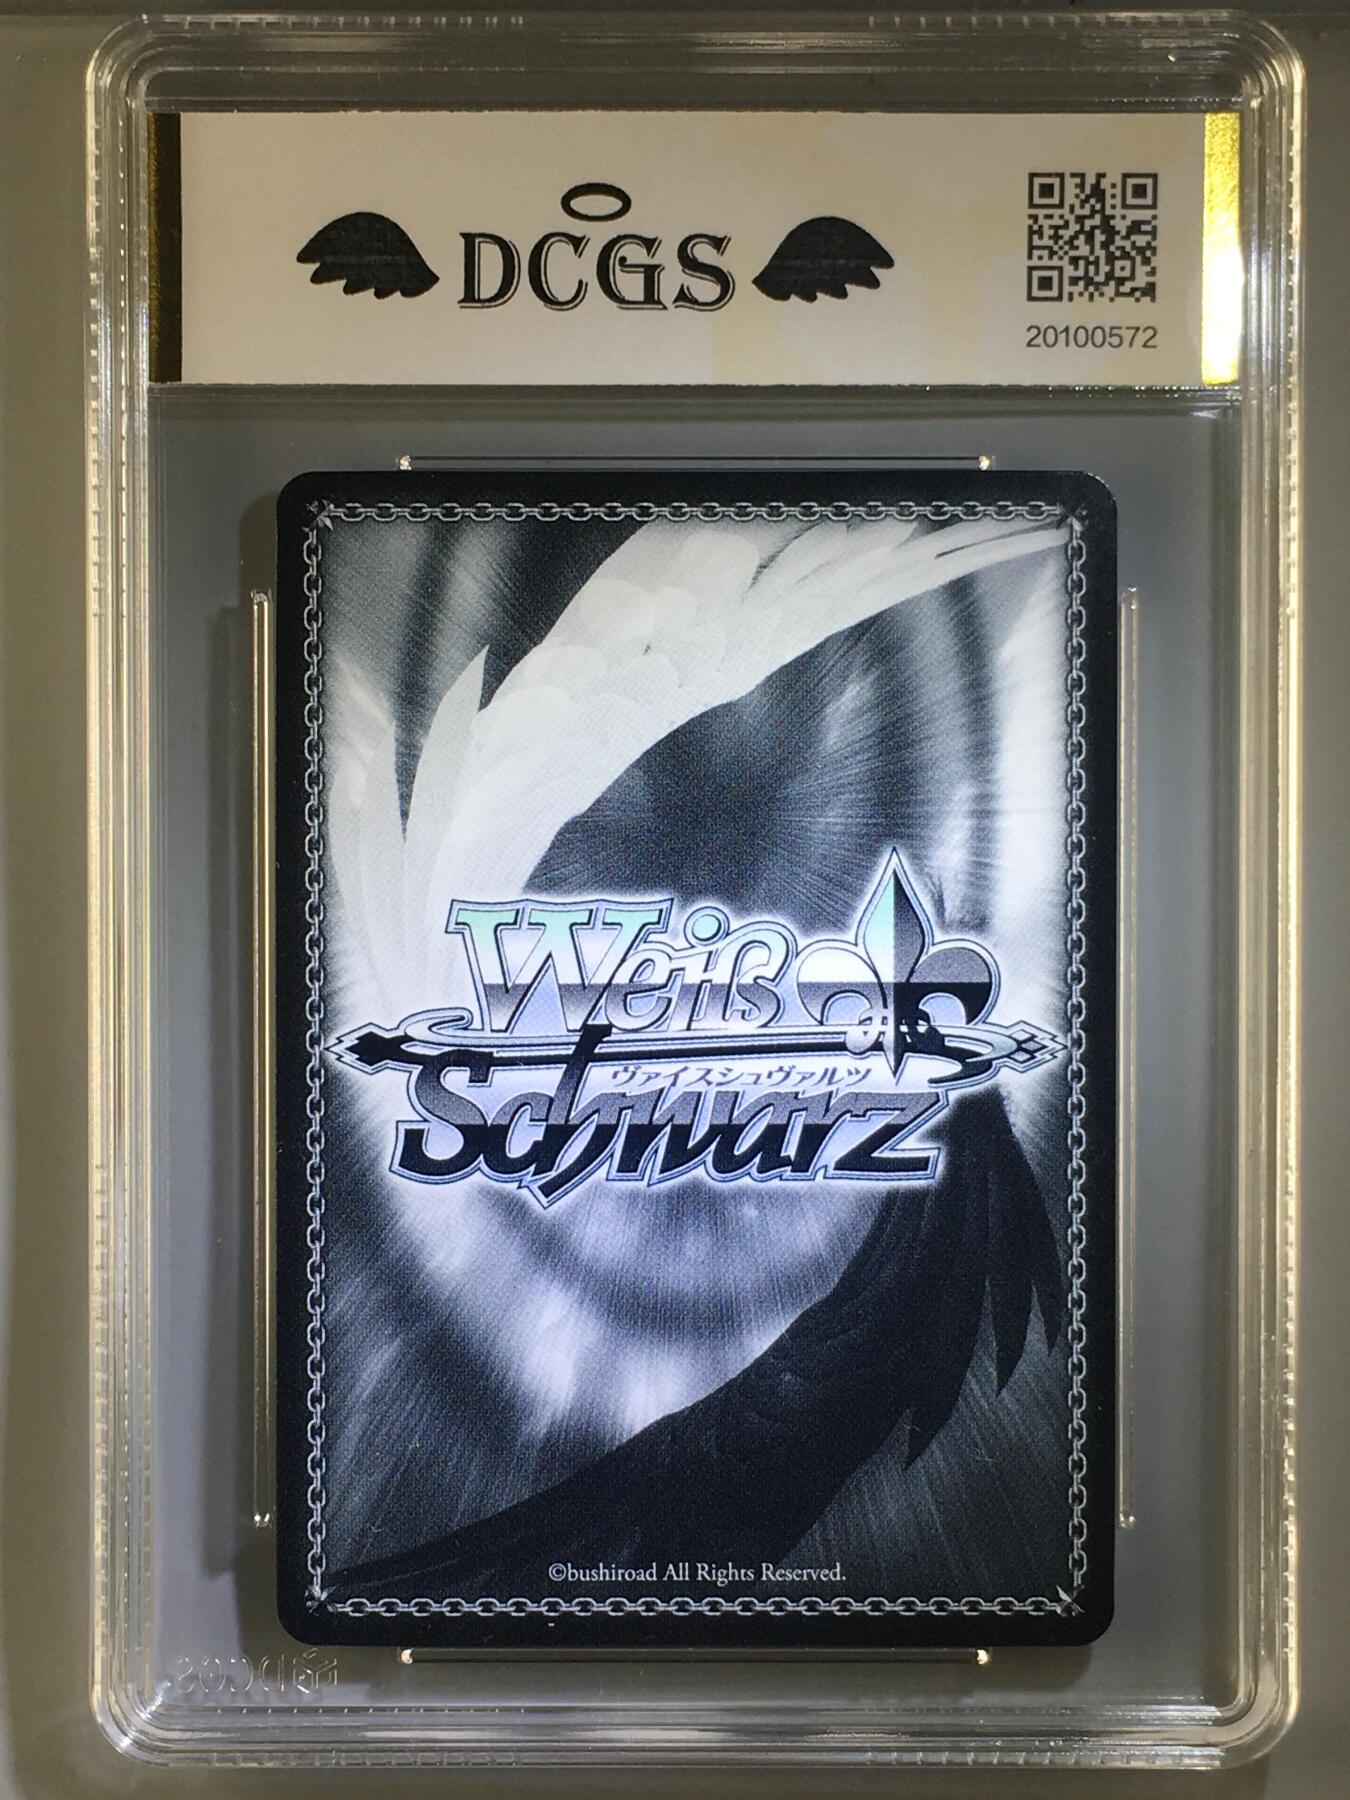 DCGS
20100572
Weiß
ヴァイスシュヴァルツ
Schwarz
©bushiroad All Rights Reserved.